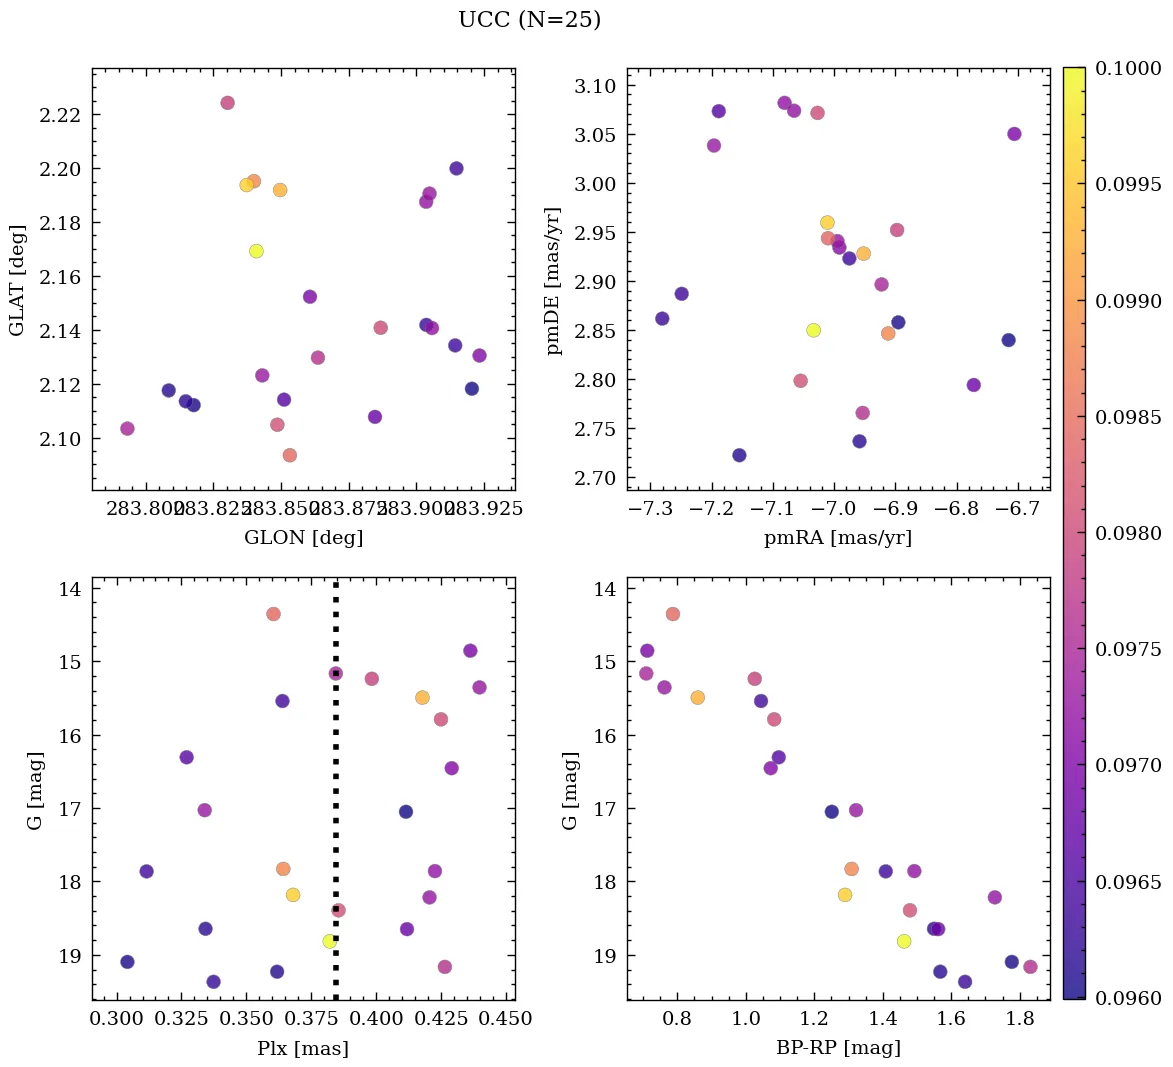 UCC (N=25)
2.22
2.20
2.18
2.16
2.14
2.12
2.10
GLAT [deg]
283.800 283.825 283.850 283.875 283.900 283.925
GLON [deg]
3.10
3.05
3.00
2.95
2.90
2.85
2.80
2.75
2.70
pmDE [mas/yr]
−7.3 −7.2 −7.1 −7.0 −6.9 −6.8 −6.7
pmRA [mas/yr]
14
15
16
17
18
19
G [mag]
0.300 0.325 0.350 0.375 0.400 0.425 0.450
Plx [mas]
14
15
16
17
18
19
G [mag]
0.8 1.0 1.2 1.4 1.6 1.8
BP-RP [mag]
0.1000
0.0995
0.0990
0.0985
0.0980
0.0975
0.0970
0.0965
0.0960